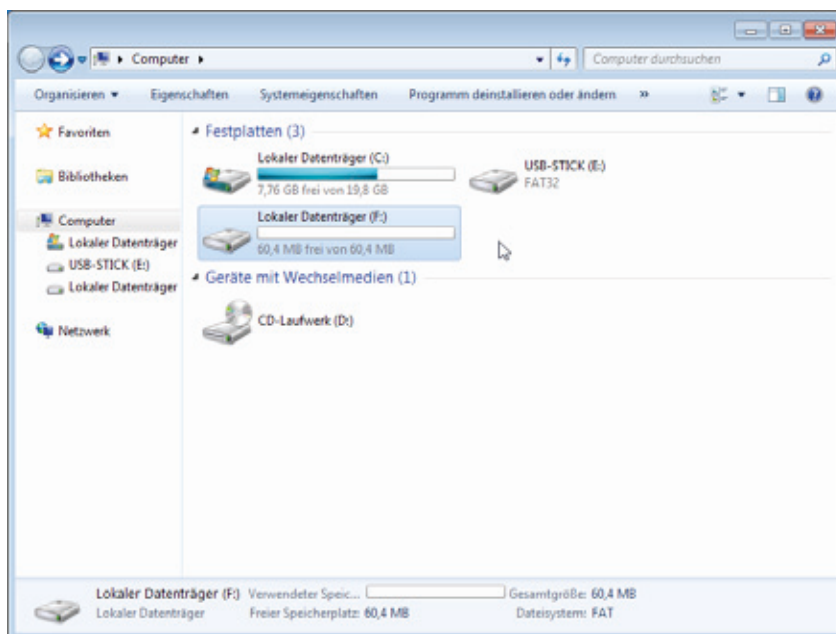 Computer
Computer durchsuchen
Organisieren
Eigenschaften
Systemeigenschaften
Programm deinstallieren oder ändern
»
Favoriten
Bibliotheken
Computer
Lokaler Datenträger
USB-STICK (E:)
Lokaler Datenträger
Netzwerk
Festplatten (3)
Lokaler Datenträger (C:)
7,76 GB frei von 19,8 GB
USB-STICK (E:)
FAT32
Lokaler Datenträger (F:)
60,4 MB frei von 60,4 MB
Geräte mit Wechselmedien (1)
CD-Laufwerk (D:)
Lokaler Datenträger (F:) Verwendeter Speic... Gesamtgröße: 60,4 MB
Lokaler Datenträger Freier Speicherplatz: 60,4 MB Dateisystem: FAT